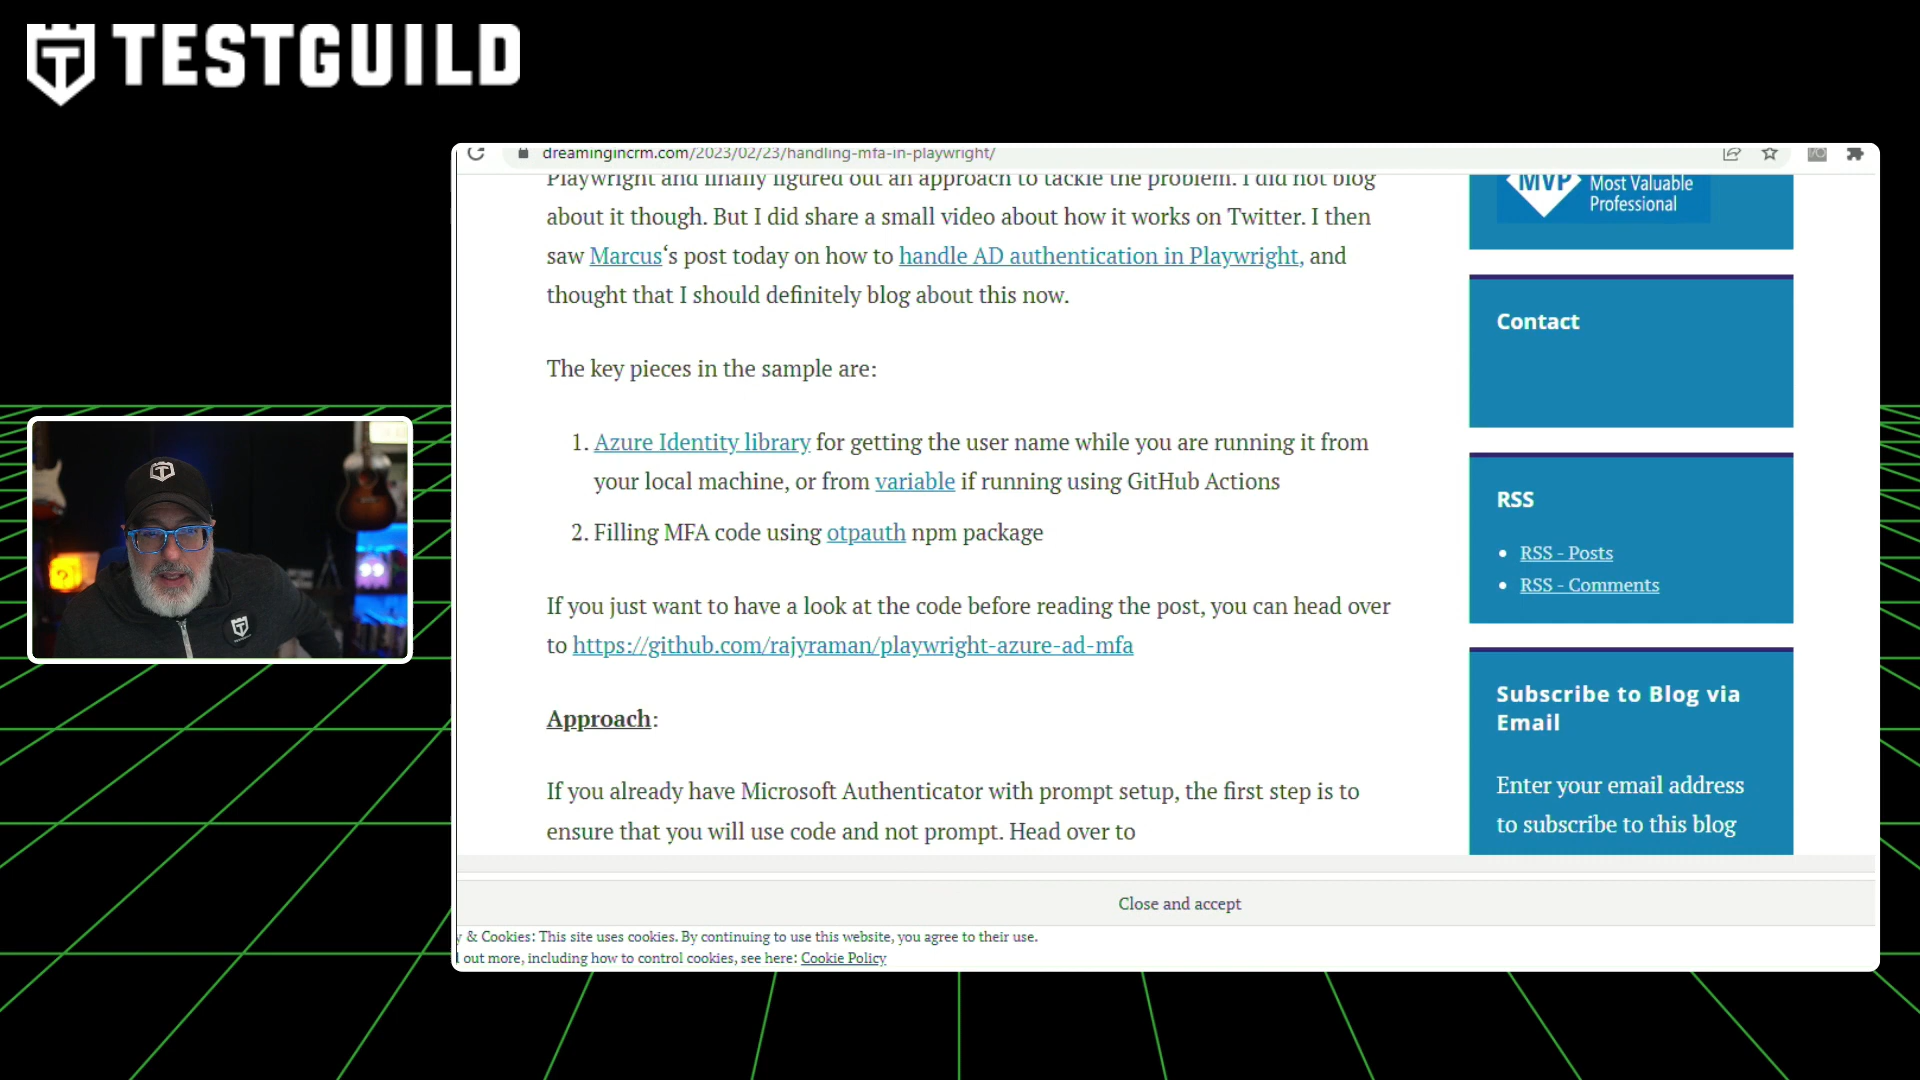 TESTGUILD
dreamingincrm.com/2023/02/23/handling-mfa-in-playwright/
Playwright and finally figured out an approach to tackle the problem. I did not blog
about it though. But I did share a small video about how it works on Twitter. I then
saw Marcus‘s post today on how to handle AD authentication in Playwright, and
thought that I should definitely blog about this now.
The key pieces in the sample are:
1. Azure Identity library for getting the user name while you are running it from
your local machine, or from variable if running using GitHub Actions
2. Filling MFA code using otpauth npm package
If you just want to have a look at the code before reading the post, you can head over
to https://github.com/rajyraman/playwright-azure-ad-mfa
Approach:
If you already have Microsoft Authenticator with prompt setup, the first step is to
ensure that you will use code and not prompt. Head over to
MVP
Most Valuable
Professional
Contact
RSS
• RSS - Posts
• RSS - Comments
Subscribe to Blog via
Email
Enter your email address
to subscribe to this blog
Close and accept
y & Cookies: This site uses cookies. By continuing to use this website, you agree to their use.
out more, including how to control cookies, see here: Cookie Policy